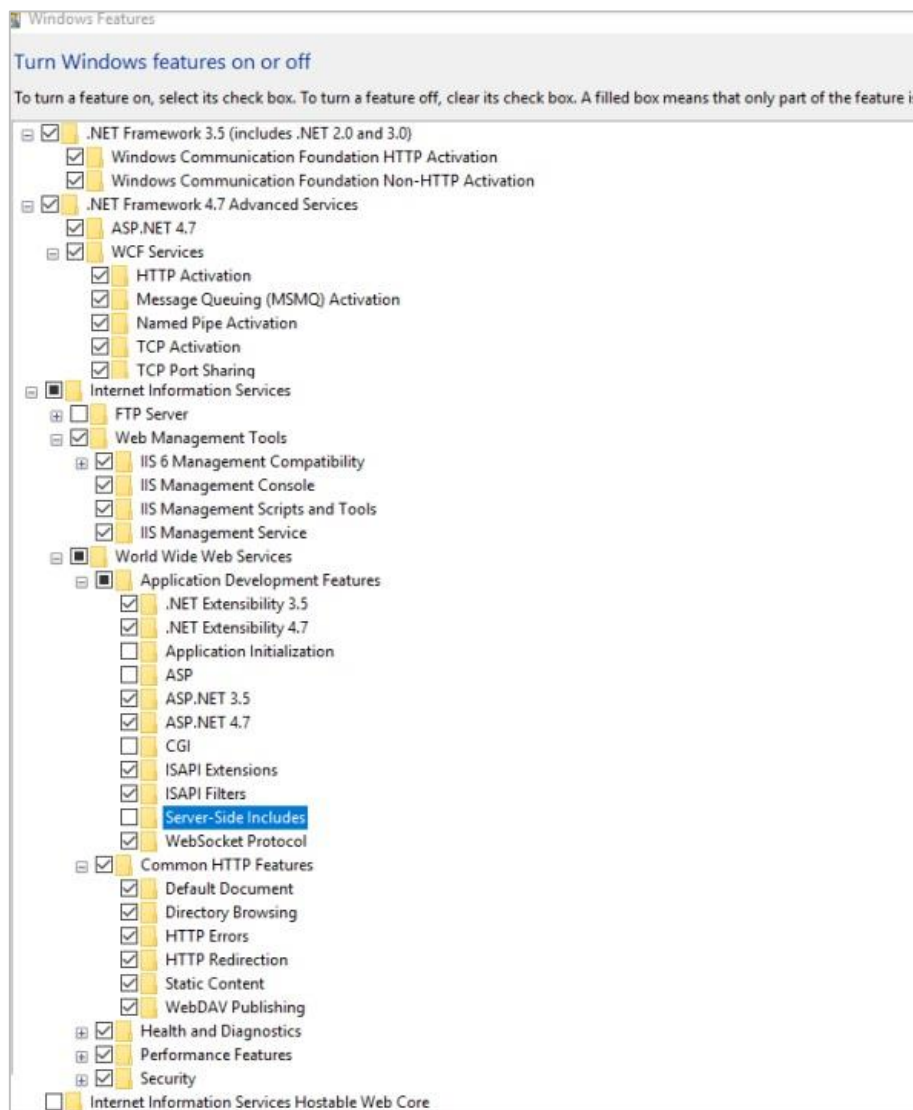 Windows Features
Turn Windows features on or off
To turn a feature on, select its check box. To turn a feature off, clear its check box. A filled box means that only part of the feature is
.NET Framework 3.5 (includes .NET 2.0 and 3.0)
Windows Communication Foundation HTTP Activation
Windows Communication Foundation Non-HTTP Activation
.NET Framework 4.7 Advanced Services
ASP.NET 4.7
WCF Services
HTTP Activation
Message Queuing (MSMQ) Activation
Named Pipe Activation
TCP Activation
TCP Port Sharing
Internet Information Services
FTP Server
Web Management Tools
IIS 6 Management Compatibility
IIS Management Console
IIS Management Scripts and Tools
IIS Management Service
World Wide Web Services
Application Development Features
.NET Extensibility 3.5
.NET Extensibility 4.7
Application Initialization
ASP
ASP.NET 3.5
ASP.NET 4.7
CGI
ISAPI Extensions
ISAPI Filters
Server-Side Includes
WebSocket Protocol
Common HTTP Features
Default Document
Directory Browsing
HTTP Errors
HTTP Redirection
Static Content
WebDAV Publishing
Health and Diagnostics
Performance Features
Security
Internet Information Services Hostable Web Core